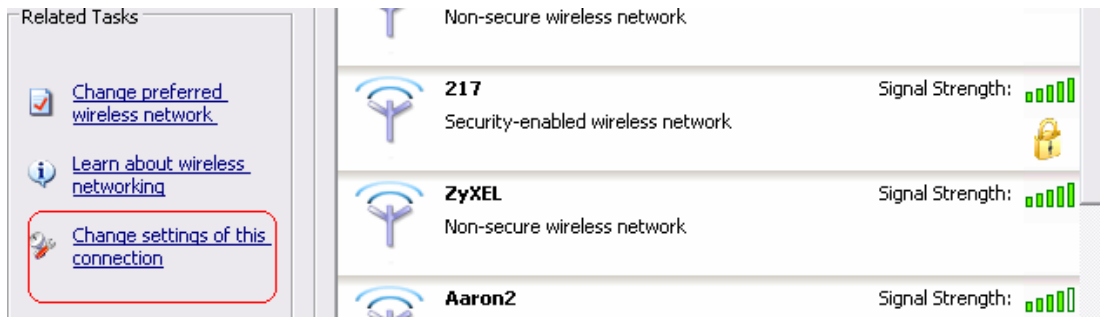 Related Tasks
Change preferred
wireless network
Learn about wireless
networking
Change settings of this
connection
Non-secure wireless network
217
Signal Strength:
Security-enabled wireless network
ZyXEL
Signal Strength:
Non-secure wireless network
Aaron2
Signal Strength: